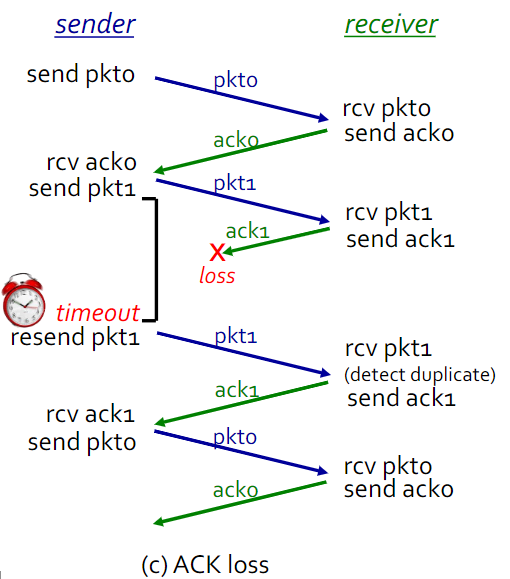 sender receiver
send pkt0
pkt0
rcv pkt0
send ack0
ack0
rcv ack0
send pkt1
pkt1
rcv pkt1
send ack1
ack1
X
loss
timeout
resend pkt1
pkt1
rcv pkt1
(detect duplicate)
send ack1
ack1
rcv ack1
send pkt0
pkt0
rcv pkt0
send ack0
ack0
(c) ACK loss